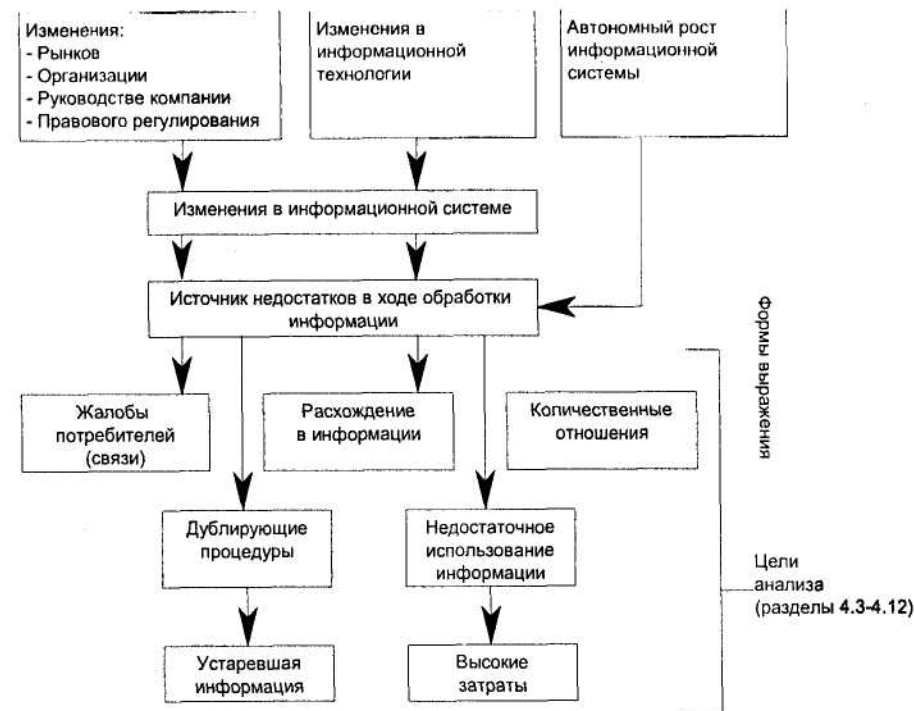 Изменения:
- Рынков
- Организации
- Руководстве компании
- Правового регулирования
Изменения в
информационной
технологии
Автономный рост
информационной
системы
Изменения в информационной системе
Источник недостатков в ходе обработки
информации
Формы выражения
Жалобы
потребителей
(связи)
Расхождение
в информации
Количественные
отношения
Дублирующие
процедуры
Недостаточное
использование
информации
Цели
анализа
(разделы 4.3-4.12)
Устаревшая
информация
Высокие
затраты